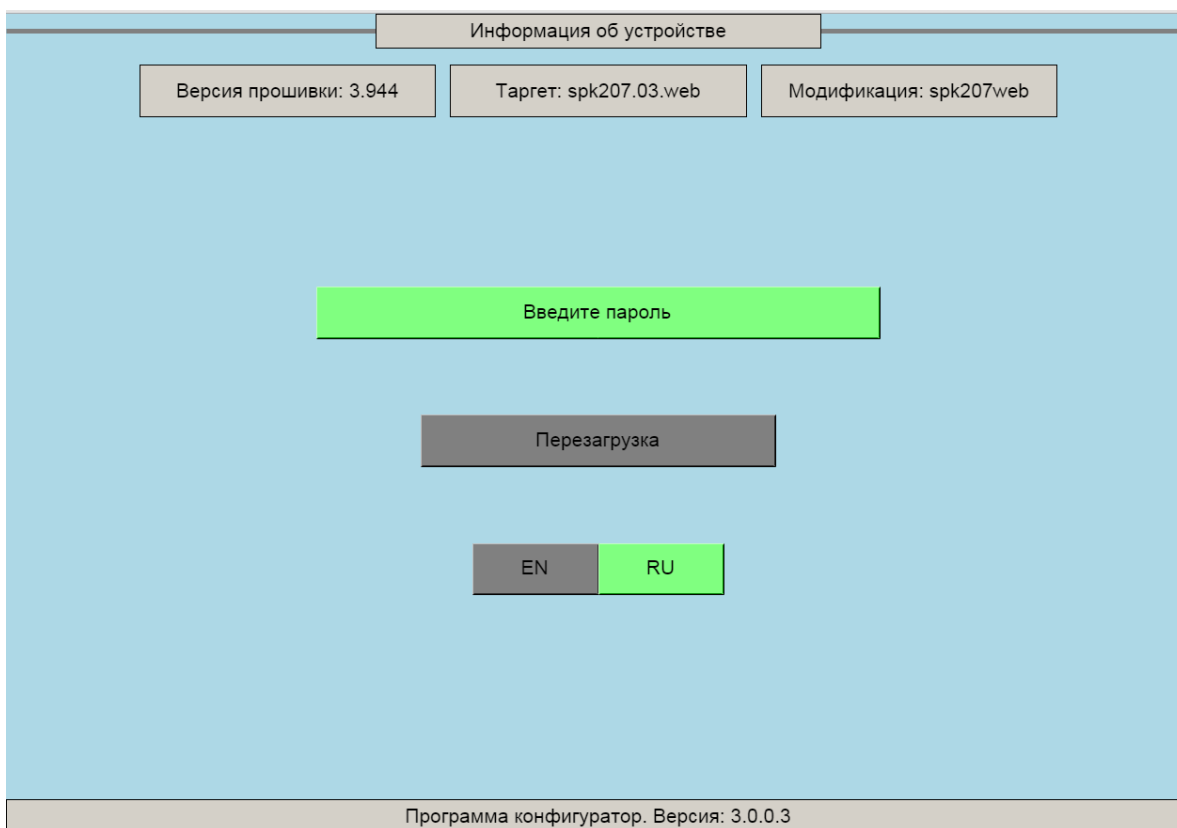 Информация об устройстве
Версия прошивки: 3.944
Таргет: spk207.03.web
Модификация: spk207web
Введите пароль
Перезагрузка
EN
RU
Программа конфигуратор. Версия: 3.0.0.3